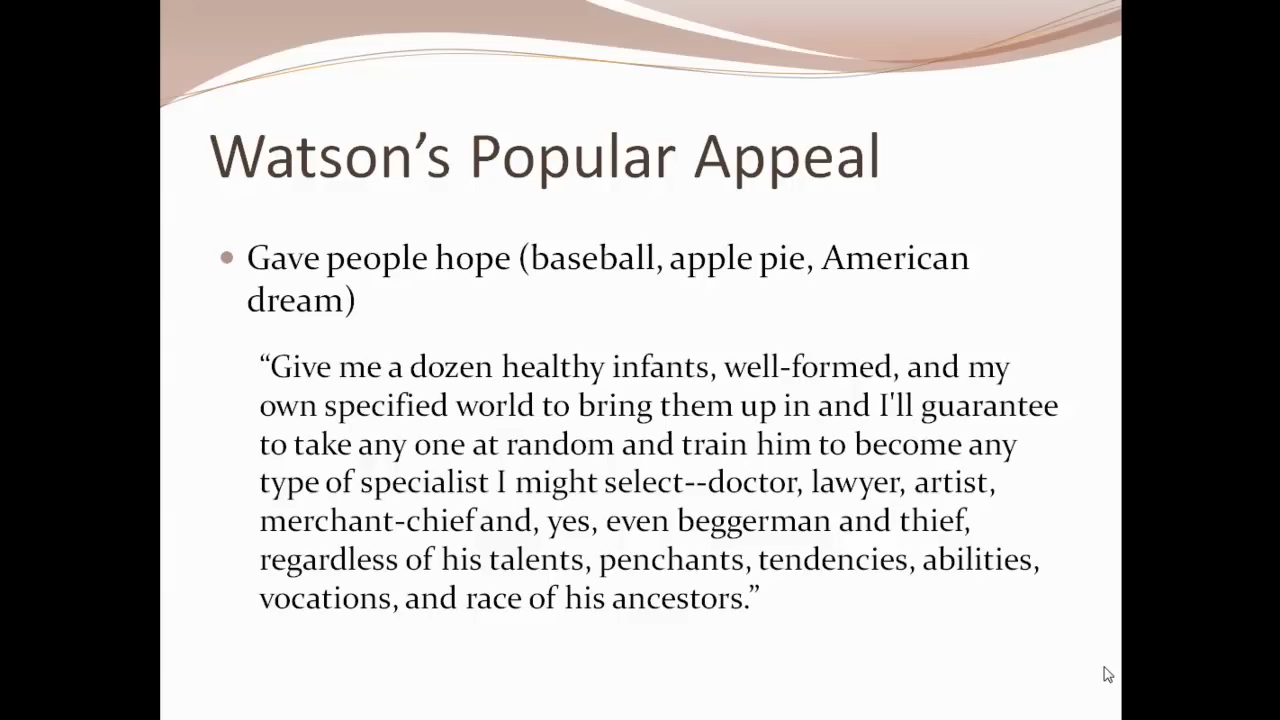 Watson’s Popular Appeal
Gave people hope (baseball, apple pie, American
dream)
“Give me a dozen healthy infants, well-formed, and my
own specified world to bring them up in and I'll guarantee
to take any one at random and train him to become any
type of specialist I might select--doctor, lawyer, artist,
merchant-chief and, yes, even beggerman and thief,
regardless of his talents, penchants, tendencies, abilities,
vocations, and race of his ancestors.”